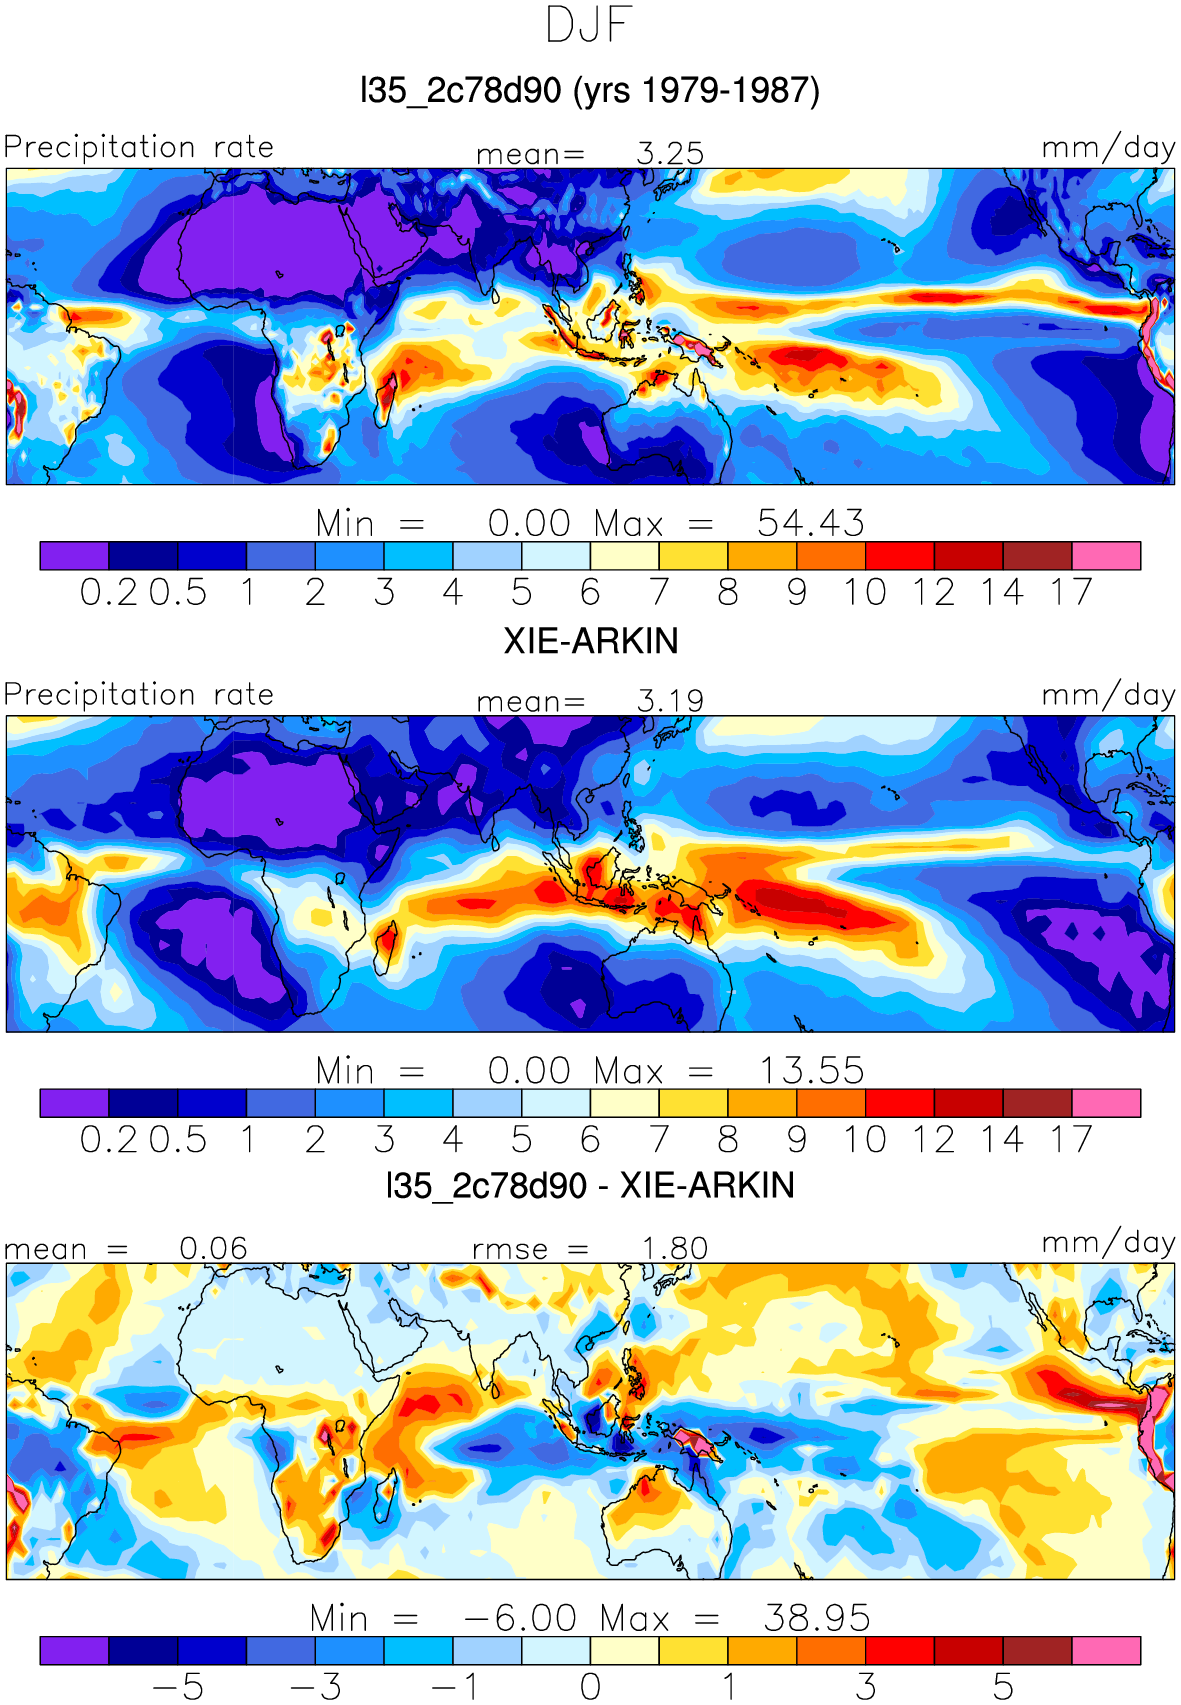 DJF
l35_2c78d90 (yrs 1979-1987)
Precipitation rate mean= 3.25 mm/day
Min = 0.00 Max = 54.43
0.2 0.5 1 2 3 4 5 6 7 8 9 10 12 14 17
XIE-ARKIN
Precipitation rate mean= 3.19 mm/day
Min = 0.00 Max = 13.55
0.2 0.5 1 2 3 4 5 6 7 8 9 10 12 14 17
l35_2c78d90 - XIE-ARKIN
mean = 0.06 rmse = 1.80 mm/day
Min = −6.00 Max = 38.95
−5 −3 −1 0 1 3 5